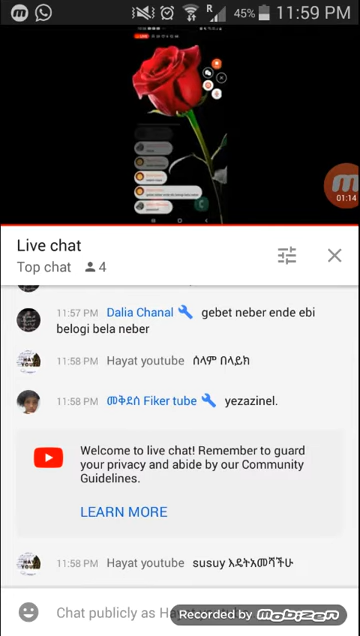 R 45% 11:59 PM
01:14
Live chat
Top chat 4
11:57 PM Dalia Chanal gebet neber ende ebi
belogi bela neber
11:58 PM Hayat youtube ሰላም በላይክ
11:58 PM መቅደስ Fiker tube yezazinel.
Welcome to live chat! Remember to guard
your privacy and abide by our Community
Guidelines.
LEARN MORE
11:58 PM Hayat youtube susuy እዴትአመሻችሁ
Chat publicly as
Recorded by Mobizen